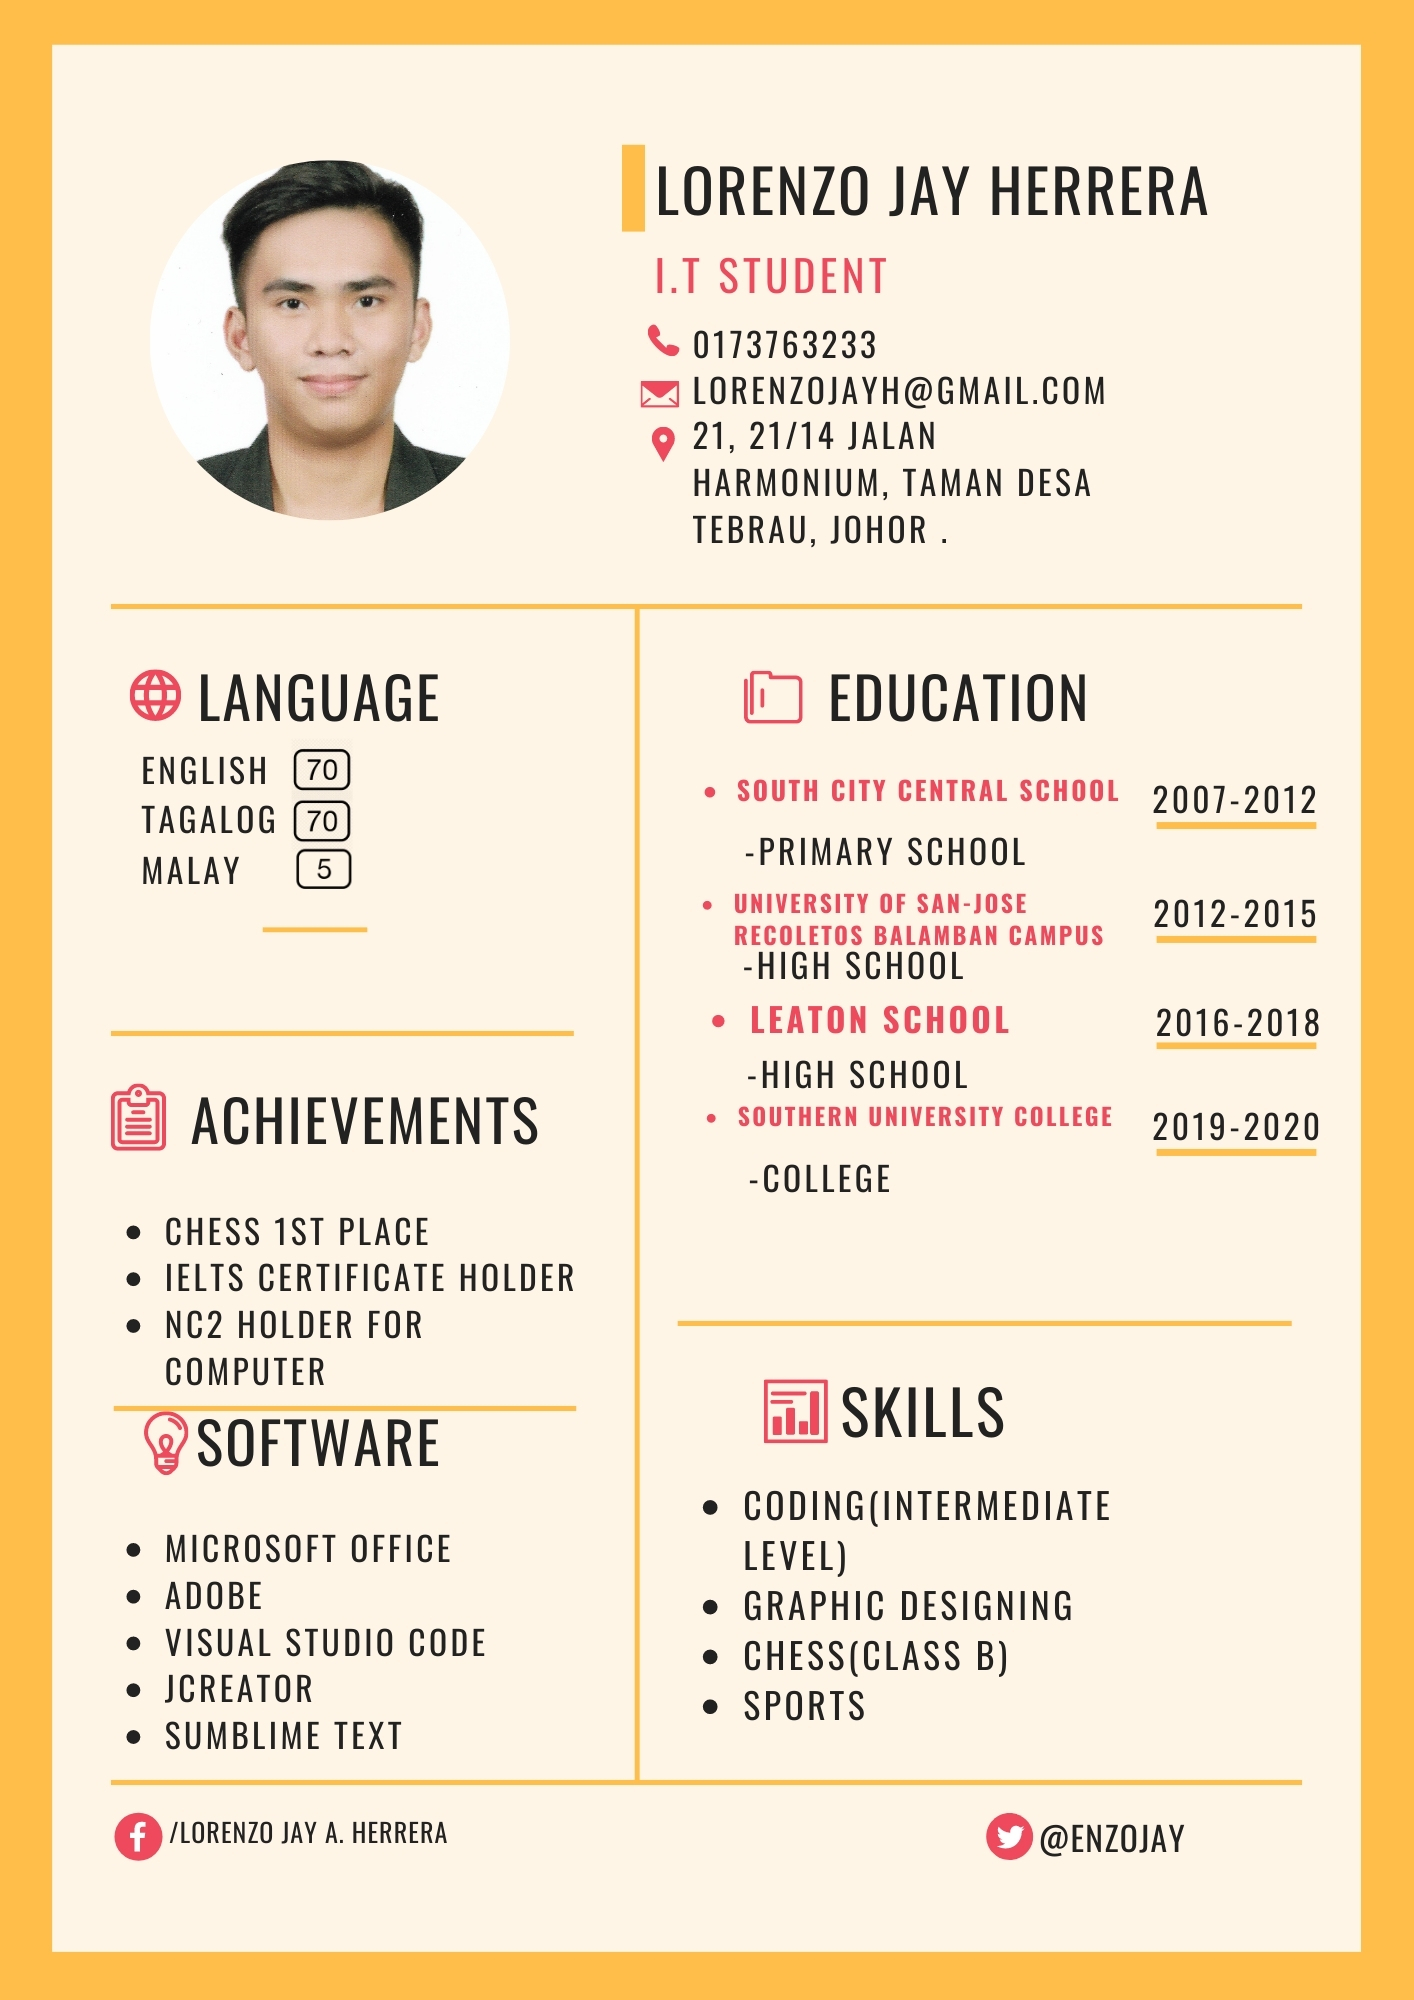 LORENZO JAY HERRERA
I.T STUDENT
0173763233
LORENZOJAYH@GMAIL.COM
21, 21/14 JALAN
HARMONIUM, TAMAN DESA
TEBRAU, JOHOR .
LANGUAGE
ENGLISH 70
TAGALOG 70
MALAY 5
ACHIEVEMENTS
CHESS 1ST PLACE
IELTS CERTIFICATE HOLDER
NC2 HOLDER FOR
COMPUTER
SOFTWARE
MICROSOFT OFFICE
ADOBE
VISUAL STUDIO CODE
JCREATOR
SUMBLIME TEXT
EDUCATION
SOUTH CITY CENTRAL SCHOOL 2007-2012
-PRIMARY SCHOOL
UNIVERSITY OF SAN-JOSE
RECOLETOS BALAMBAN CAMPUS 2012-2015
-HIGH SCHOOL
LEATON SCHOOL 2016-2018
-HIGH SCHOOL
SOUTHERN UNIVERSITY COLLEGE 2019-2020
-COLLEGE
SKILLS
CODING(INTERMEDIATE
LEVEL)
GRAPHIC DESIGNING
CHESS(CLASS B)
SPORTS
/LORENZO JAY A. HERRERA
@ENZOJAY